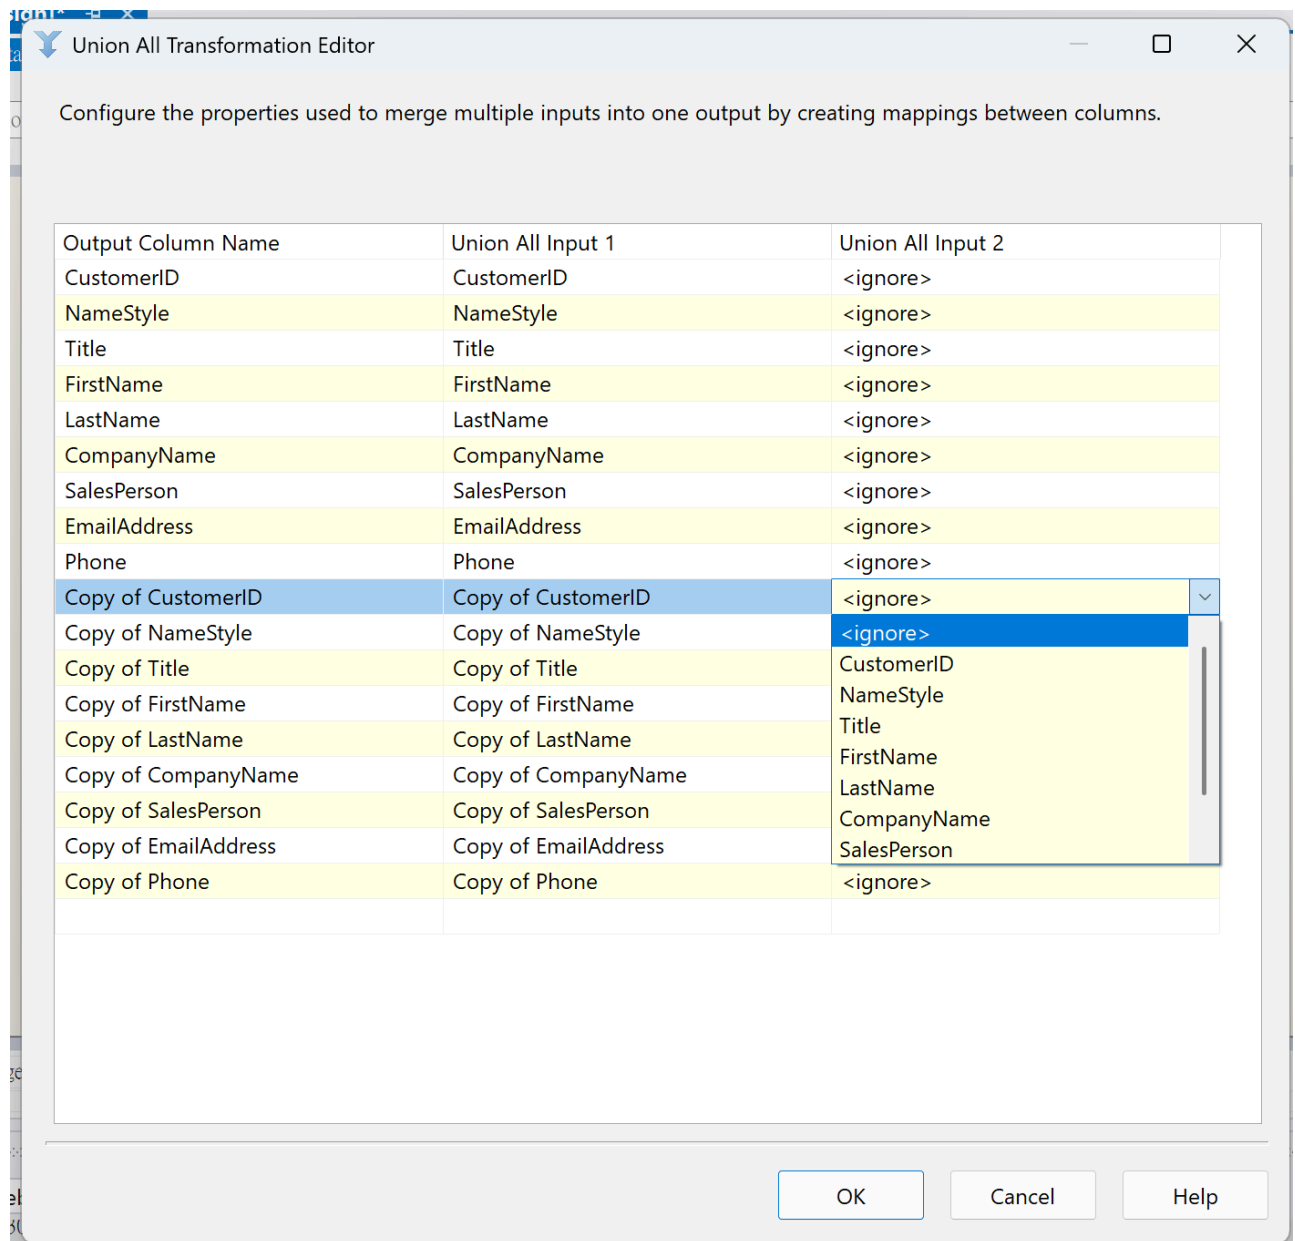 Union All Transformation Editor
Configure the properties used to merge multiple inputs into one output by creating mappings between columns.
Output Column Name Union All Input 1 Union All Input 2
CustomerID CustomerID <ignore>
NameStyle NameStyle <ignore>
Title Title <ignore>
FirstName FirstName <ignore>
LastName LastName <ignore>
CompanyName CompanyName <ignore>
SalesPerson SalesPerson <ignore>
EmailAddress EmailAddress <ignore>
Phone Phone <ignore>
Copy of CustomerID Copy of CustomerID <ignore>
Copy of NameStyle Copy of NameStyle <ignore>
Copy of Title Copy of Title CustomerID
Copy of FirstName Copy of FirstName NameStyle
Copy of LastName Copy of LastName Title
Copy of CompanyName Copy of CompanyName FirstName
Copy of SalesPerson Copy of SalesPerson LastName
Copy of EmailAddress Copy of EmailAddress CompanyName
SalesPerson
Copy of Phone Copy of Phone <ignore>
OK Cancel Help